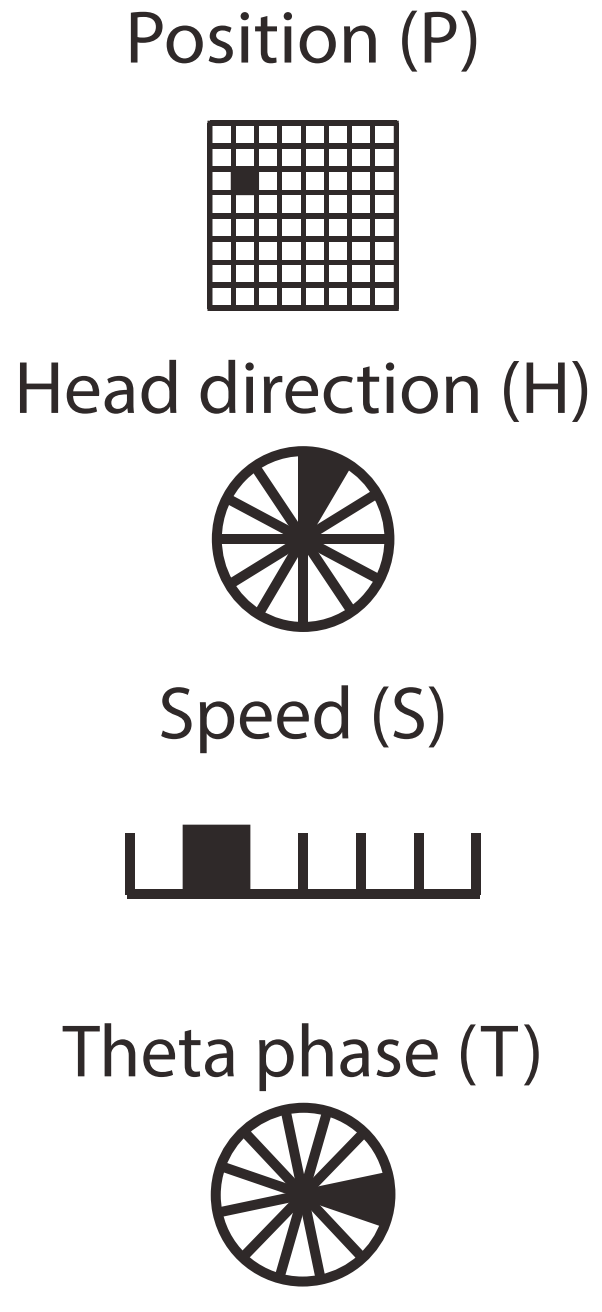 Position (P)
Head direction (H)
Speed (S)
Theta phase (T)